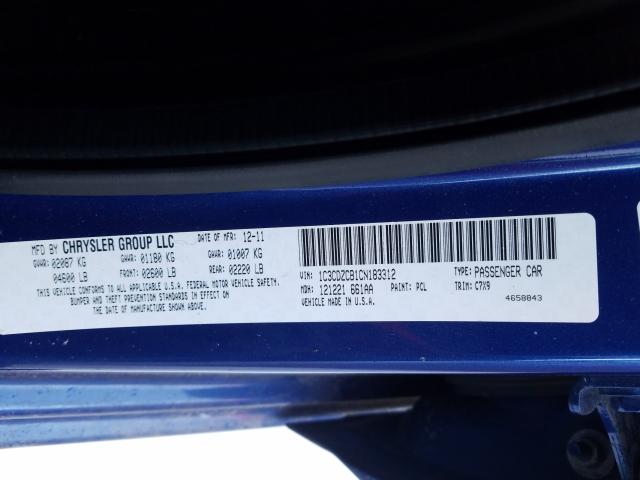 MFD BY CHRYSLER GROUP LLC DATE OF MFR: 12-11
GVWR: 02087 KG GAWR: 01180 KG GAWR: 01007 KG
04600 LB FRONT: 02600 LB REAR: 02220 LB
THIS VEHICLE CONFORMS TO ALL APPLICABLE U.S.A. FEDERAL MOTOR VEHICLE SAFETY,
BUMPER AND THEFT PREVENTION STANDARDS IN EFFECT ON
THE DATE OF MANUFACTURE SHOWN ABOVE.
VIN: 1C3CDZCB1CN183312 TYPE: PASSENGER CAR
MDH: 121221 661AA PAINT: PCL TRIM: C7X9
VEHICLE MADE IN U.S.A. 4658843